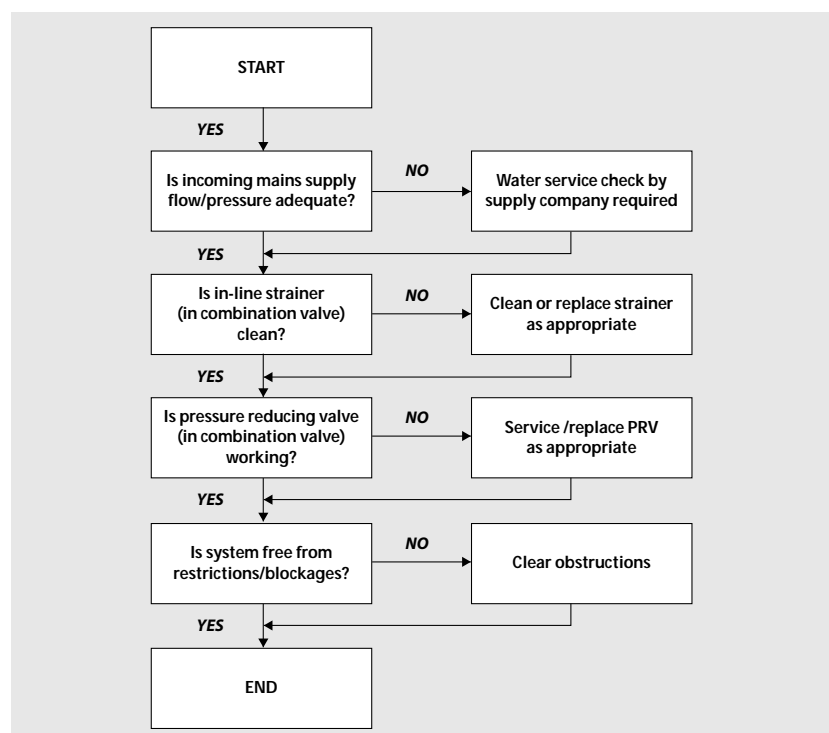 START
YES
Is incoming mains supply
flow/pressure adequate?
NO
Water service check by
supply company required
YES
Is in-line strainer
(in combination valve)
clean?
NO
Clean or replace strainer
as appropriate
YES
Is pressure reducing valve
(in combination valve)
working?
NO
Service /replace PRV
as appropriate
YES
Is system free from
restrictions/blockages?
NO
Clear obstructions
YES
END